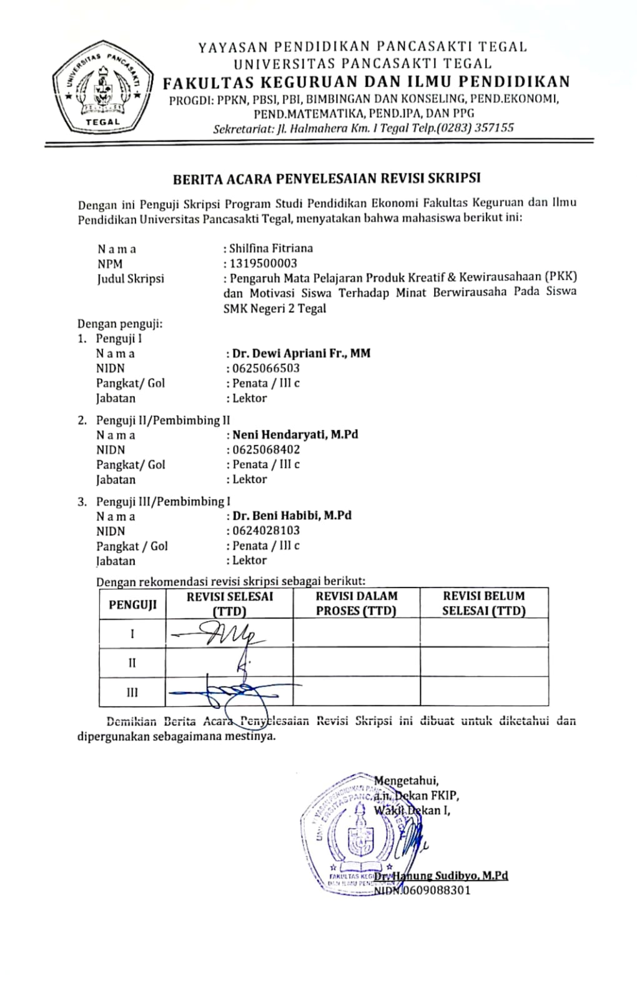 UNIVERSITAS PANCASAKTI
TEGAL
YAYASAN PENDIDIKAN PANCASAKTI TEGAL
UNIVERSITAS PANCASAKTI TEGAL
FAKULTAS KEGURUAN DAN ILMU PENDIDIKAN
PROGDI: PPKN, PBSI, PBI, BIMBINGAN DAN KONSELING, PEND.EKONOMI,
PEND.MATEMATIKA, PEND.IPA, DAN PPG
Sekretariat: Jl. Halmahera Km. I Tegal Telp.(0283) 357155
BERITA ACARA PENYELESAIAN REVISI SKRIPSI
Dengan ini Penguji Skripsi Program Studi Pendidikan Ekonomi Fakultas Keguruan dan Ilmu
Pendidikan Universitas Pancasakti Tegal, menyatakan bahwa mahasiswa berikut ini:
N a m a : Shilfina Fitriana
NPM : 1319500003
Judul Skripsi : Pengaruh Mata Pelajaran Produk Kreatif & Kewirausahaan (PKK)
dan Motivasi Siswa Terhadap Minat Berwirausaha Pada Siswa
SMK Negeri 2 Tegal
Dengan penguji:
1. Penguji I
N a m a : Dr. Dewi Apriani Fr., MM
NIDN : 0625066503
Pangkat/ Gol : Penata / III c
Jabatan : Lektor
2. Penguji II/Pembimbing II
N a m a : Neni Hendaryati, M.Pd
NIDN : 0625068402
Pangkat/ Gol : Penata / III c
Jabatan : Lektor
3. Penguji III/Pembimbing I
N a m a : Dr. Beni Habibi, M.Pd
NIDN : 0624028103
Pangkat / Gol : Penata / III c
Jabatan : Lektor
Dengan rekomendasi revisi skripsi sebagai berikut:
PENGUJI REVISI SELESAI (TTD) REVISI DALAM PROSES (TTD) REVISI BELUM SELESAI (TTD)
I
II
III
Demikian Berita Acara Penyelesaian Revisi Skripsi ini dibuat untuk diketahui dan
dipergunakan sebagaimana mestinya.
Mengetahui,
a.n. Dekan FKIP,
Wakil Dekan I,
Dr. Hanung Sudibyo, M.Pd
NIDN.0609088301